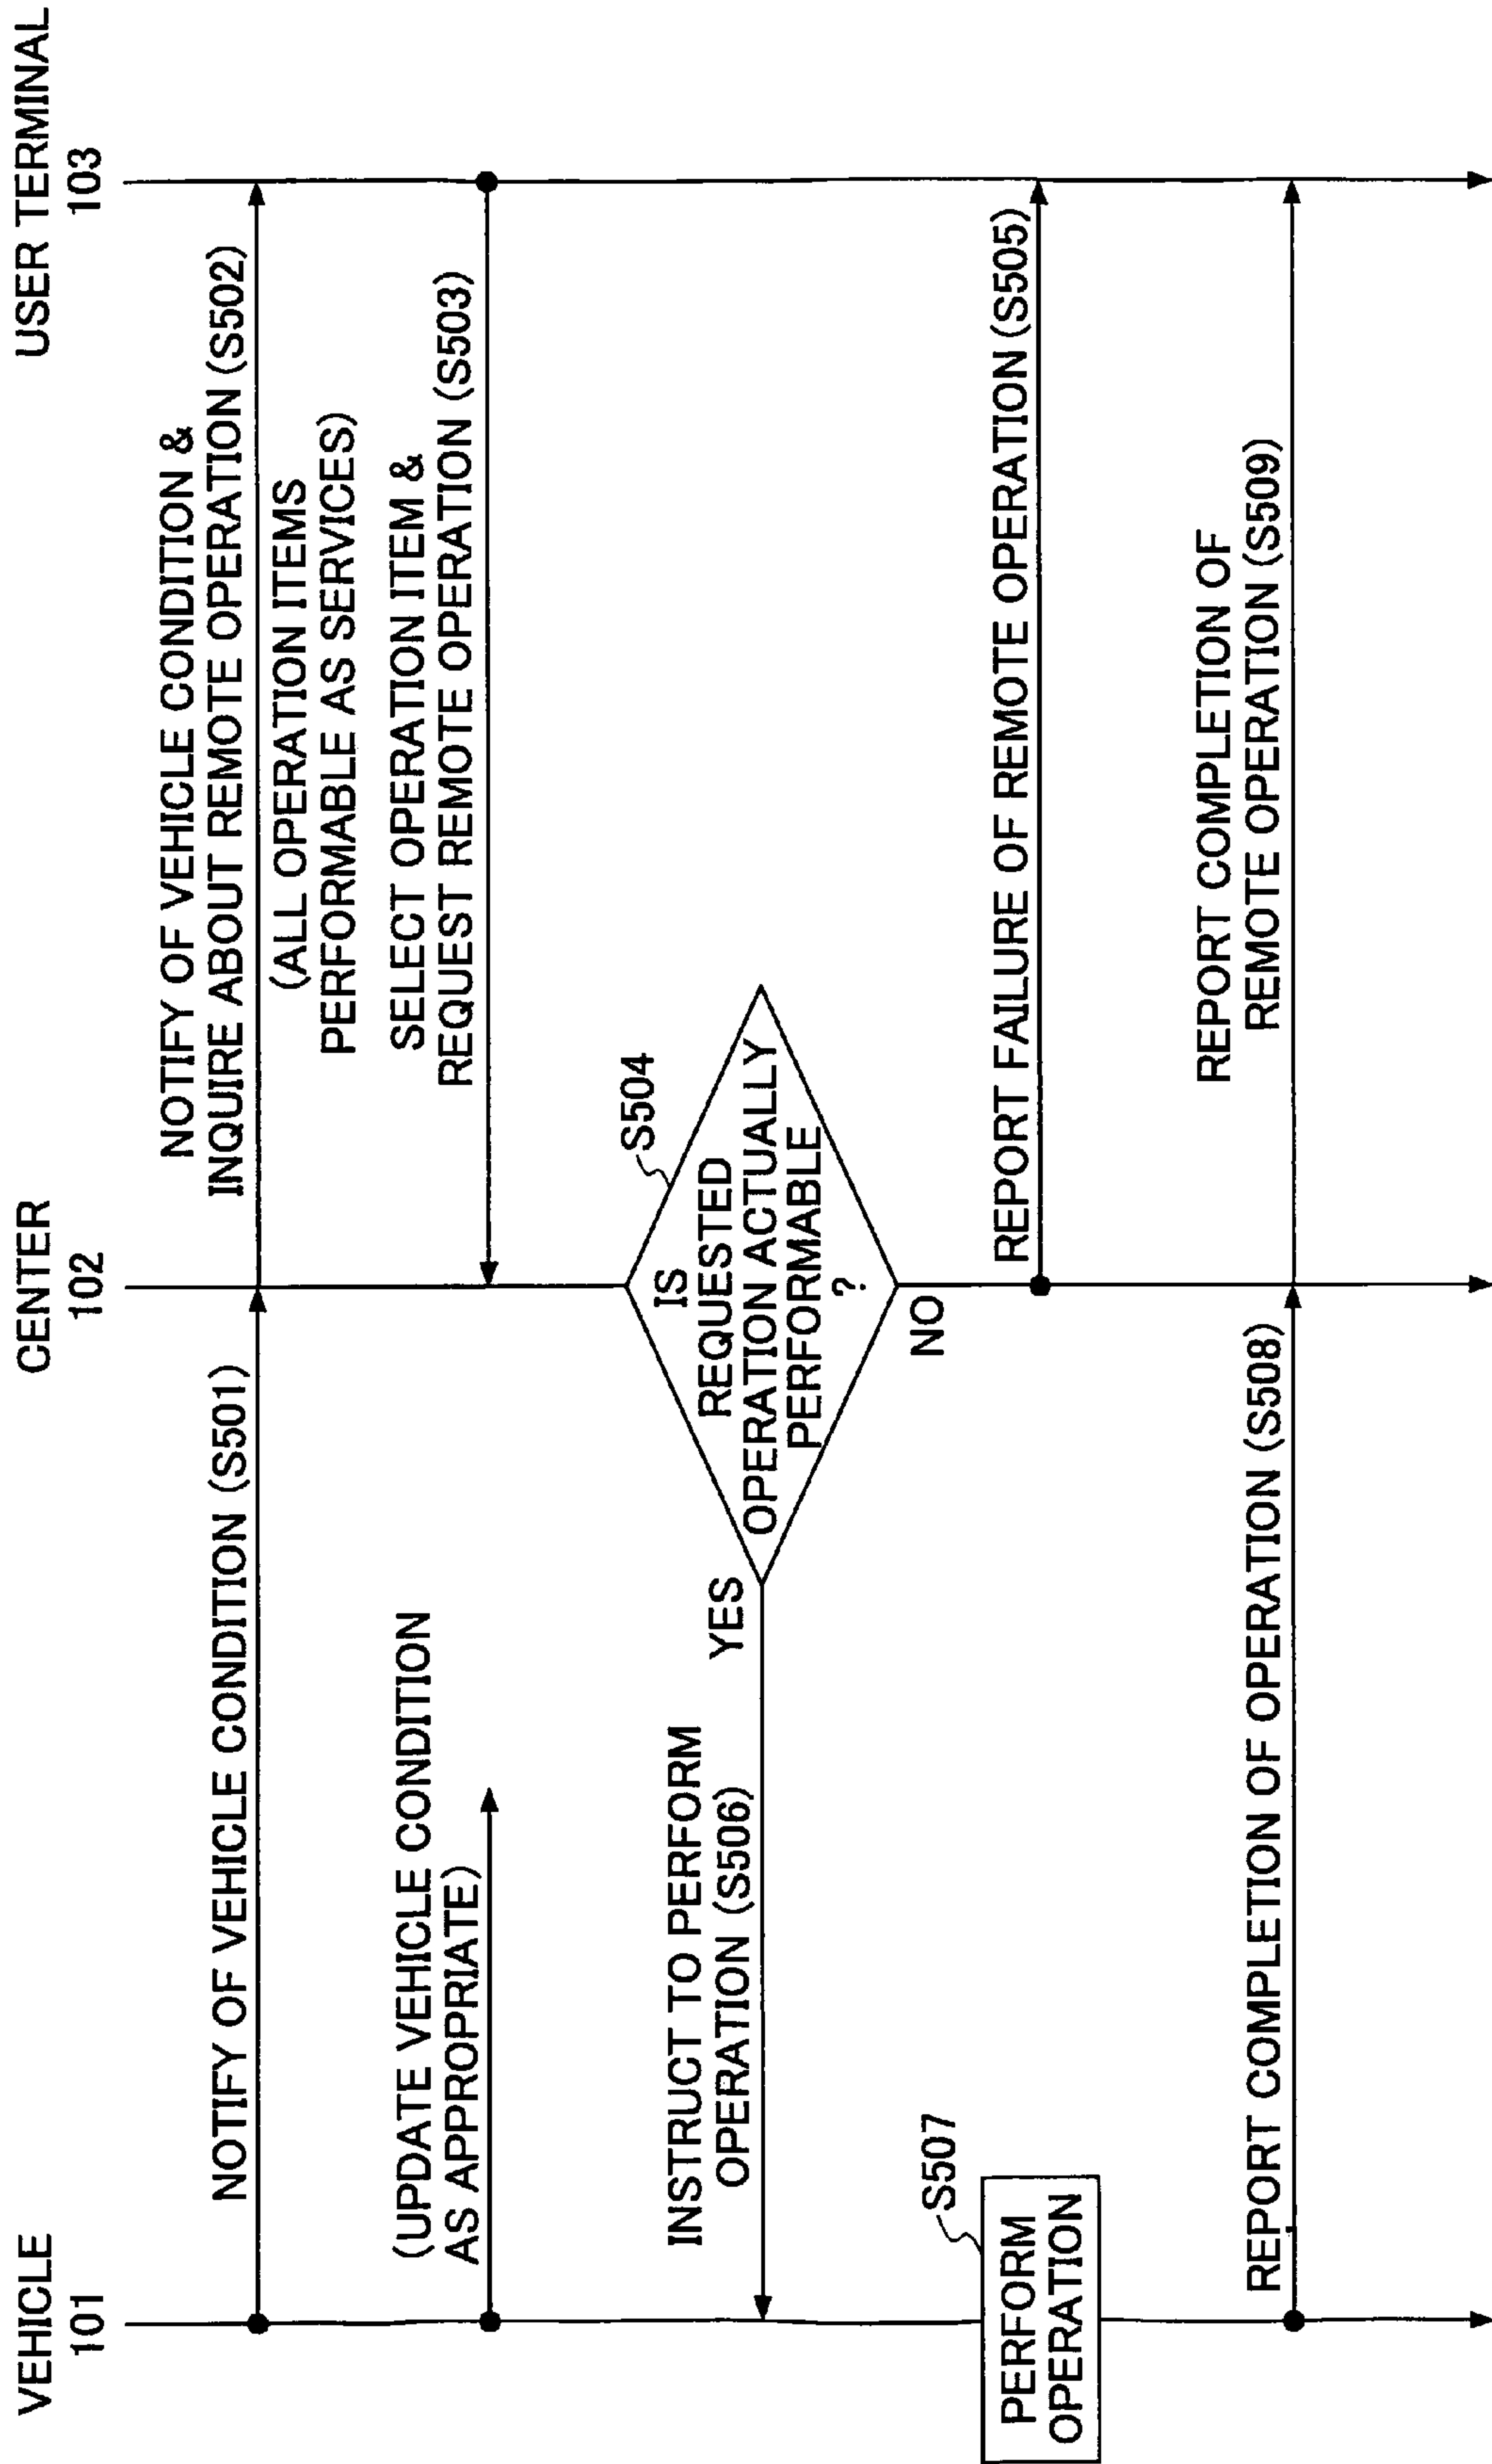 VEHICLE
101
CENTER
102
USER TERMINAL
103
NOTIFY OF VEHICLE CONDITION (S501)
NOTIFY OF VEHICLE CONDITION &
INQUIRE ABOUT REMOTE OPERATION (S502)
(ALL OPERATION ITEMS
PERFORMABLE AS SERVICES)
(UPDATE VEHICLE CONDITION
AS APPROPRIATE)
SELECT OPERATION ITEM &
REQUEST REMOTE OPERATION (S503)
S504
IS
REQUESTED
OPERATION ACTUALLY
PERFORMABLE
?
YES
NO
INSTRUCT TO PERFORM
OPERATION (S506)
S507
PERFORM
OPERATION
REPORT FAILURE OF REMOTE OPERATION (S505)
REPORT COMPLETION OF OPERATION (S508)
REPORT COMPLETION OF
REMOTE OPERATION (S509)